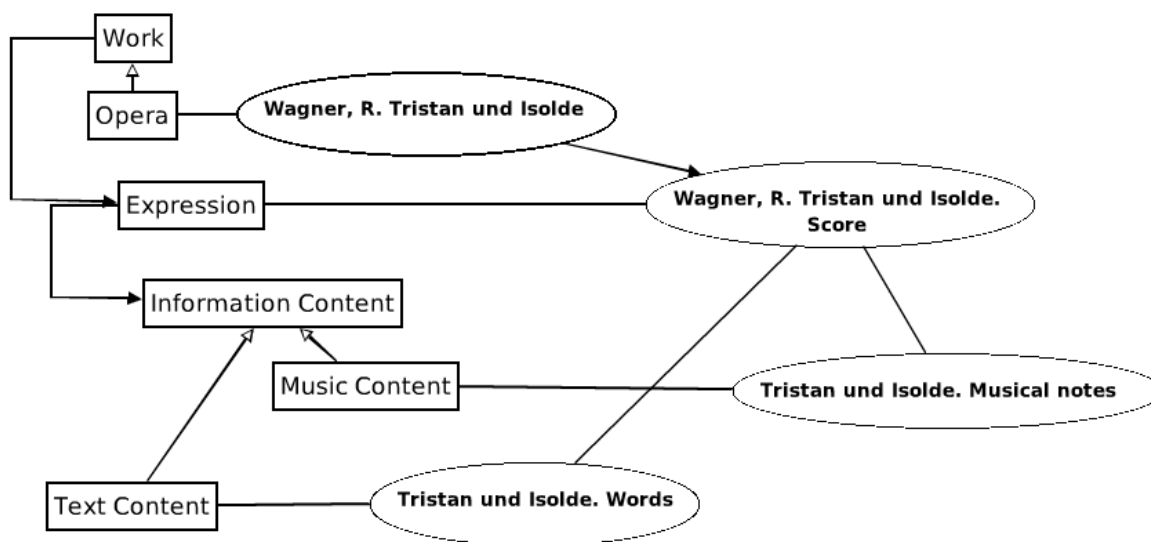 Work
Opera
Wagner, R. Tristan und Isolde
Expression
Wagner, R. Tristan und Isolde.
Score
Information Content
Music Content
Tristan und Isolde. Musical notes
Text Content
Tristan und Isolde. Words